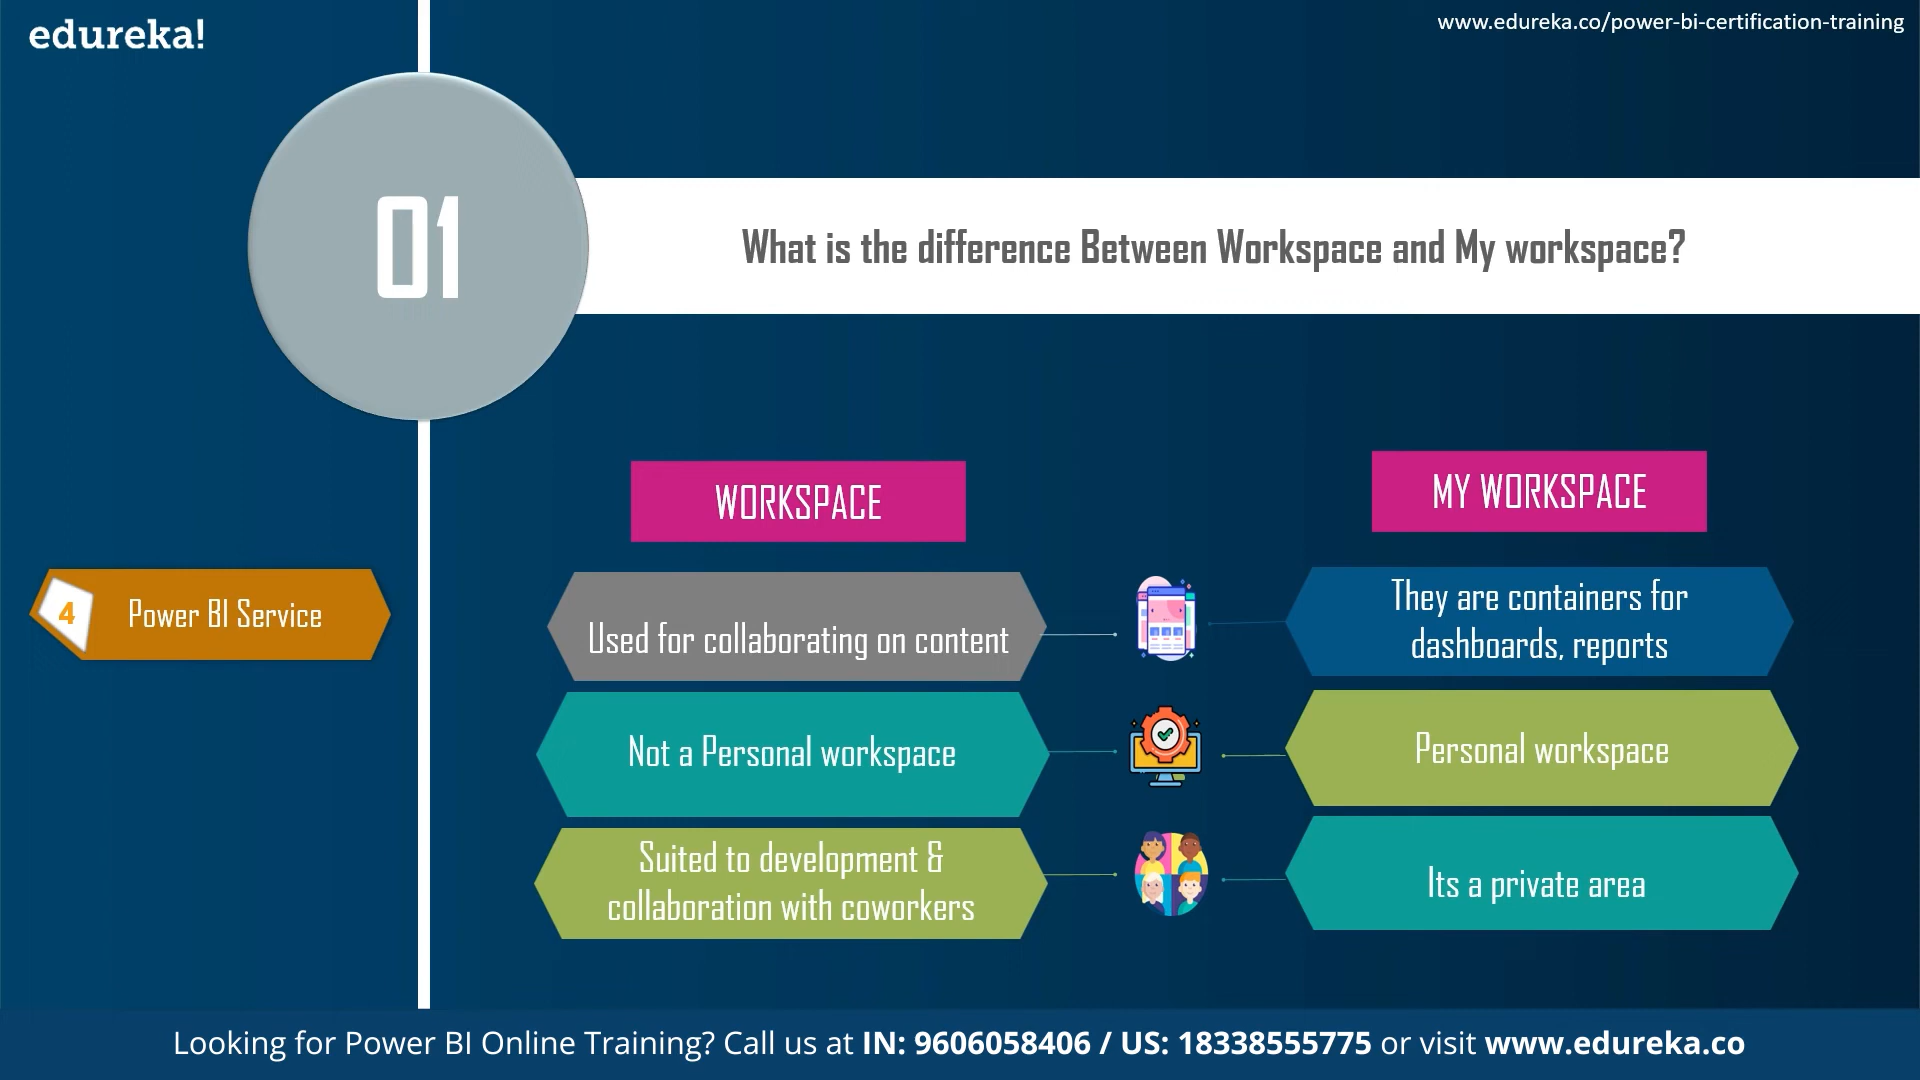 edureka!
www.edureka.co/power-bi-certification-training
01
What is the difference Between Workspace and My workspace?
WORKSPACE
MY WORKSPACE
4
Power BI Service
Used for collaborating on content
They are containers for
dashboards, reports
Not a Personal workspace
Personal workspace
Suited to development &
collaboration with coworkers
Its a private area
Looking for Power BI Online Training? Call us at IN: 9606058406 / US: 18338555775 or visit www.edureka.co